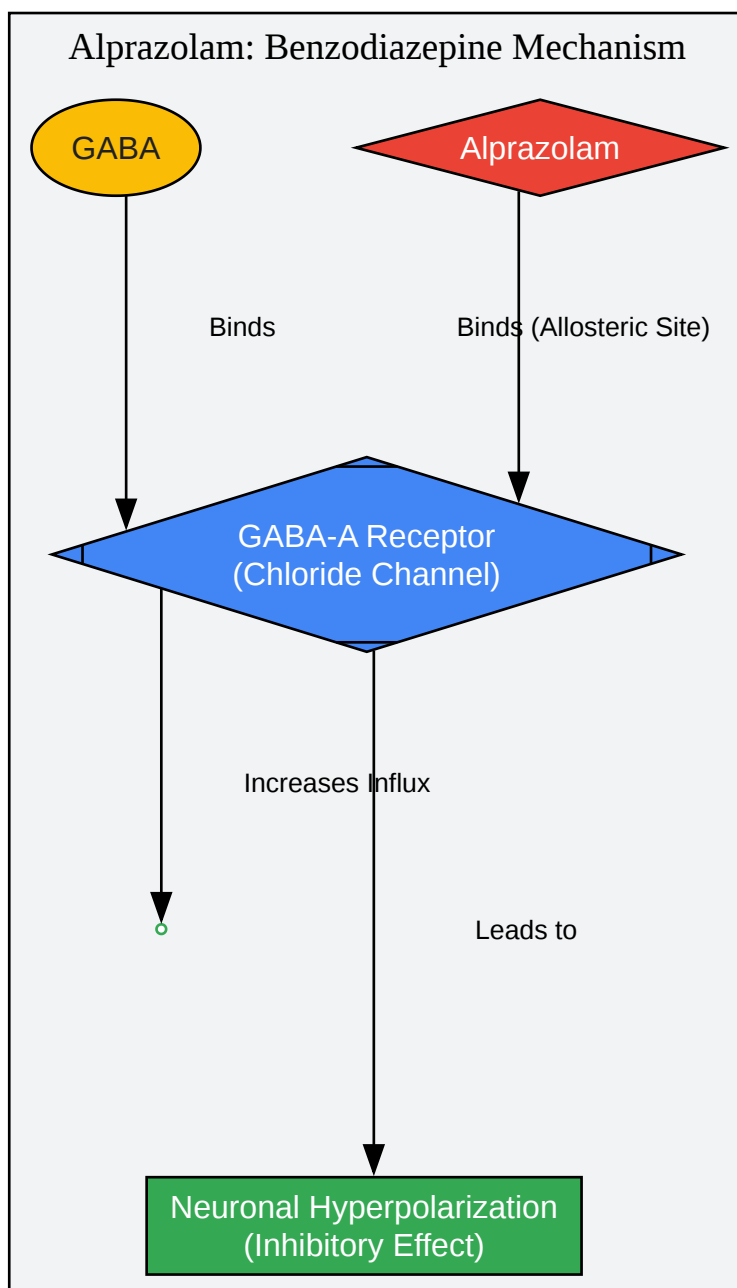 Alprazolam: Benzodiazepine Mechanism
GABA
Alprazolam
Binds
Binds (Allosteric Site)
GABA-A Receptor
(Chloride Channel)
Increases Influx
Leads to
Neuronal Hyperpolarization
(Inhibitory Effect)